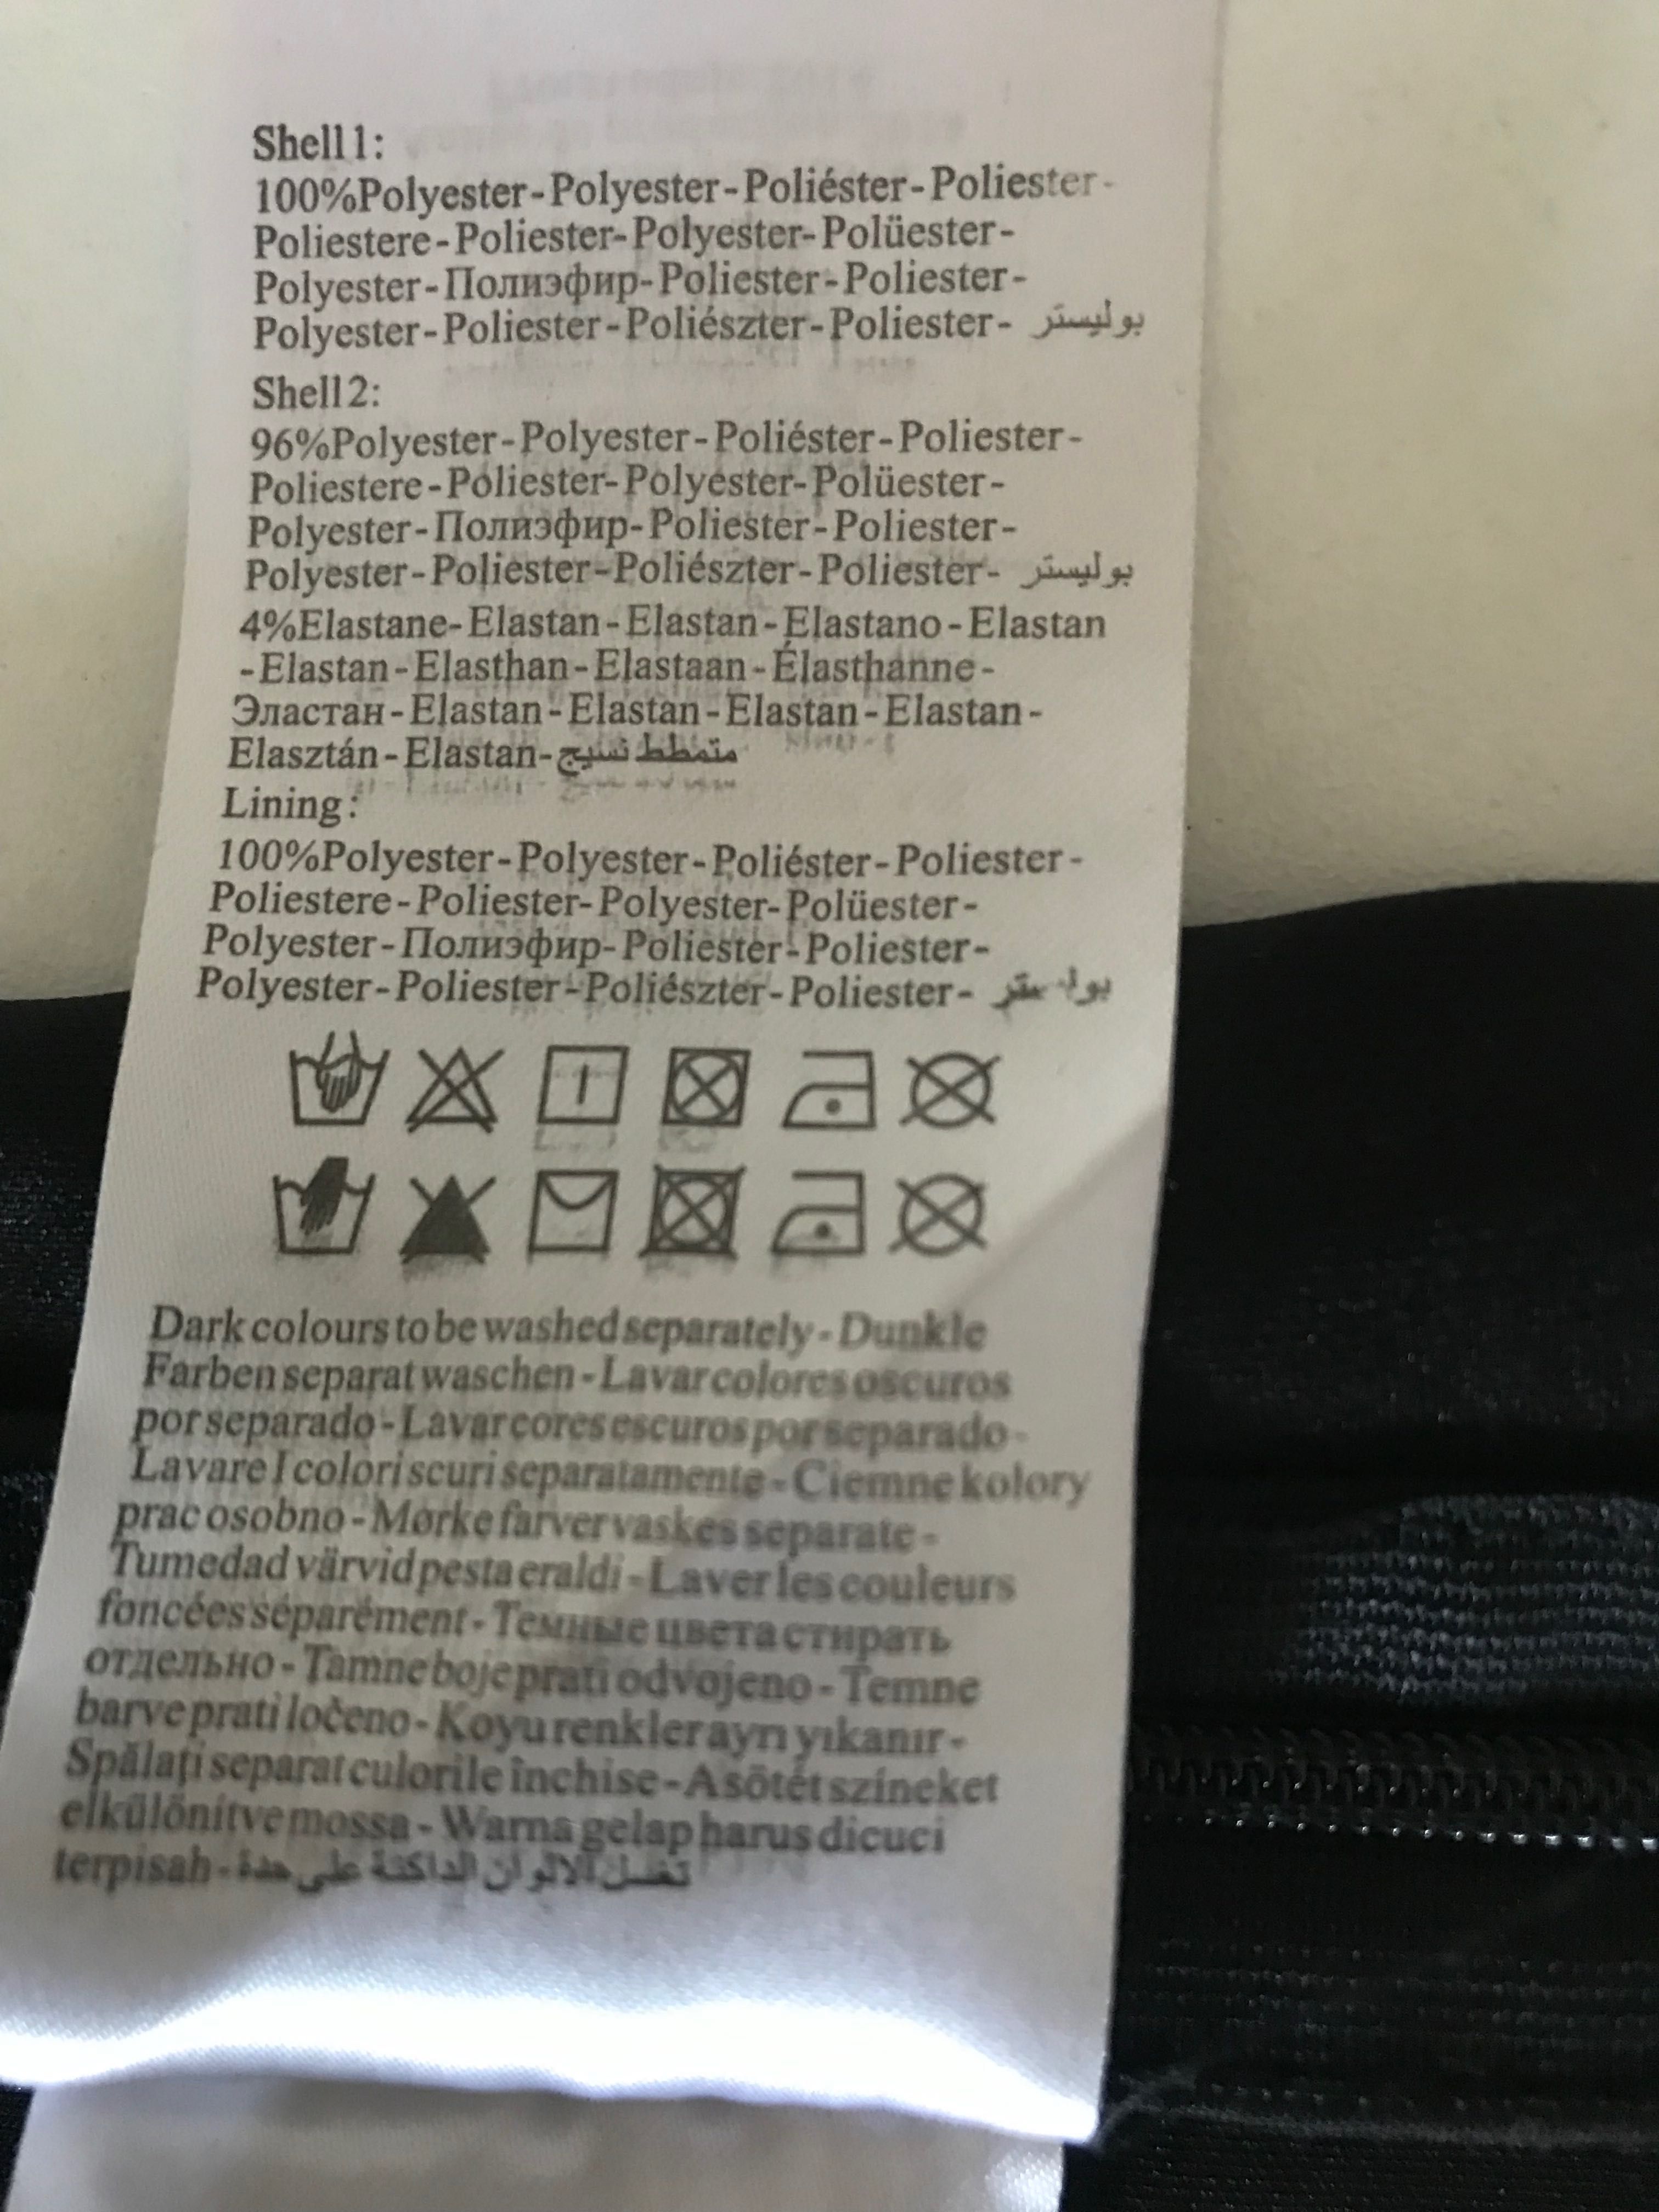 Shell 1:
100%Polyester-Polyester-Poliéster-Poliester-
Poliestere-Poliester-Polyester-Polüester-
Polyester-Полиэфир-Poliester-Poliester-
Polyester-Poliester-Poliészter-Poliester- بوليستر
Shell 2:
96%Polyester-Polyester-Poliéster-Poliester-
Poliestere-Poliester-Polyester-Polüester-
Polyester-Полиэфир-Poliester-Poliester-
Polyester-Poliester-Poliészter-Poliester- بوليستر
4%Elastane-Elastan-Elastan-Elastano-Elastan
-Elastan-Elasthan-Elastaan-Élasthanne-
Эластан-Elastan-Elastan-Elastan-Elastan-
Elasztán-Elastan-متمطط نسيج
Lining:
100%Polyester-Polyester-Poliéster-Poliester-
Poliestere-Poliester-Polyester-Polüester-
Polyester-Полиэфир-Poliester-Poliester-
Polyester-Poliester-Poliészter-Poliester-
Dark colours to be washed separately-Dunkle
Farben separat waschen-Lavar colores oscuros
por separado-Lavar cores escuros por separado-
Lavare I colori scuri separatamente-Ciemne kolory
prac osobno-Mørke farver vaskes separate-
Tumedad värvid pesta eraldi-Laver les couleurs
foncées séparément-Темные цвета стирать
отдельно-Tamne boje prati odvojeno-Temne
barve prati ločeno-Koyu renkler ayrı yıkanır-
Spălați separat culorile închise-A sötét színeket
elkülönítve mossa-Warna gelap harus dicuci
terpisah-تغسل الالوان الداكنة على حدة